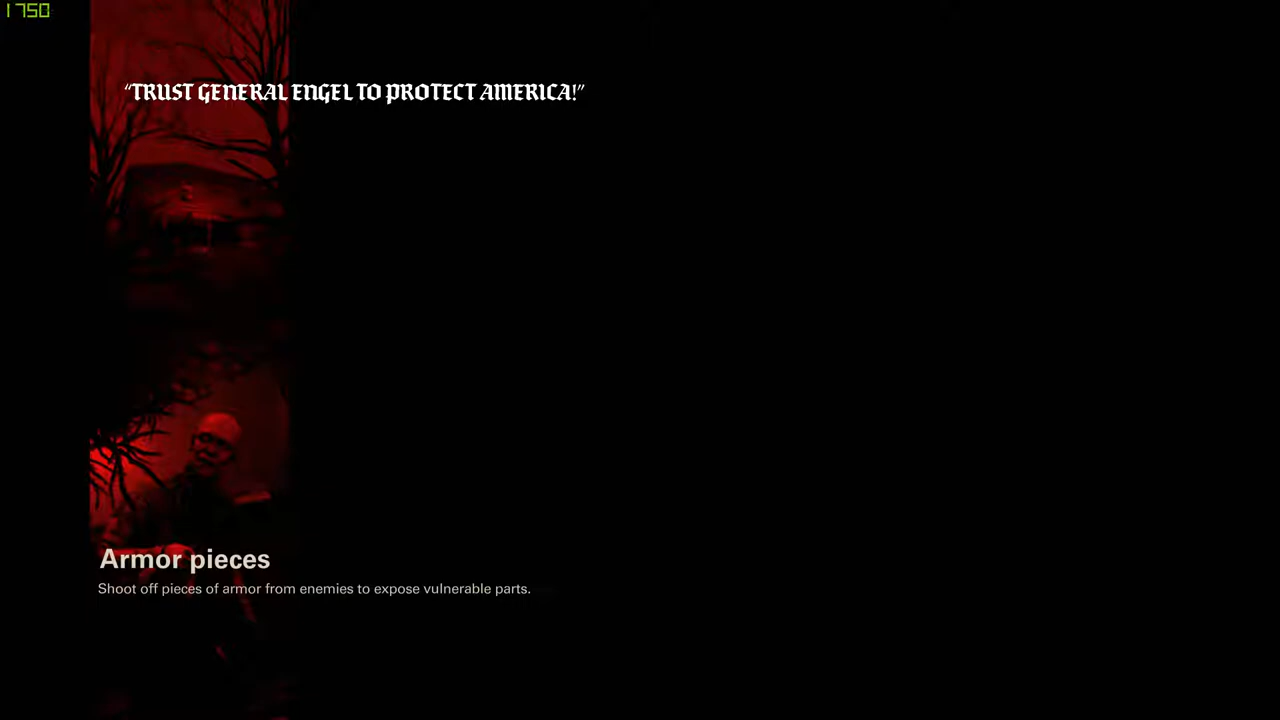 1750
“TRUST GENERAL ENGEL TO PROTECT AMERICA!”
Armor pieces
Shoot off pieces of armor from enemies to expose vulnerable parts.